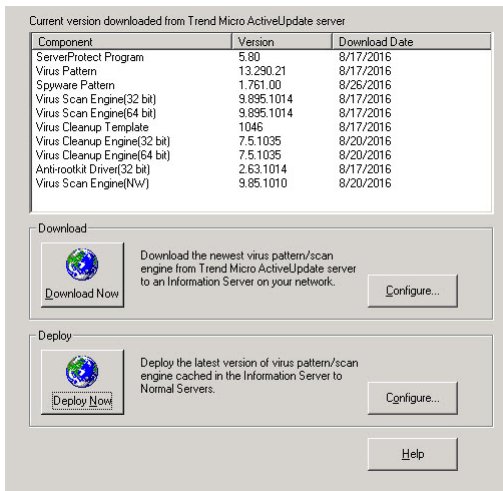 Current version downloaded from Trend Micro ActiveUpdate server
Component Version Download Date
ServerProtect Program 5.80 8/17/2016
Virus Pattern 13.290.21 8/17/2016
Spyware Pattern 1.761.00 8/26/2016
Virus Scan Engine(32 bit) 9.895.1014 8/17/2016
Virus Scan Engine(64 bit) 9.895.1014 8/17/2016
Virus Cleanup Template 1046 8/17/2016
Virus Cleanup Engine(32 bit) 7.5.1035 8/20/2016
Virus Cleanup Engine(64 bit) 7.5.1035 8/20/2016
Anti-rootkit Driver(32 bit) 2.63.1014 8/17/2016
Virus Scan Engine(NW) 9.85.1010 8/20/2016
Download
Download the newest virus pattern/scan
engine from Trend Micro ActiveUpdate server
to an Information Server on your network.
Download Now
Configure...
Deploy
Deploy the latest version of virus pattern/scan
engine cached in the Information Server to
Normal Servers.
Deploy Now
Configure...
Help